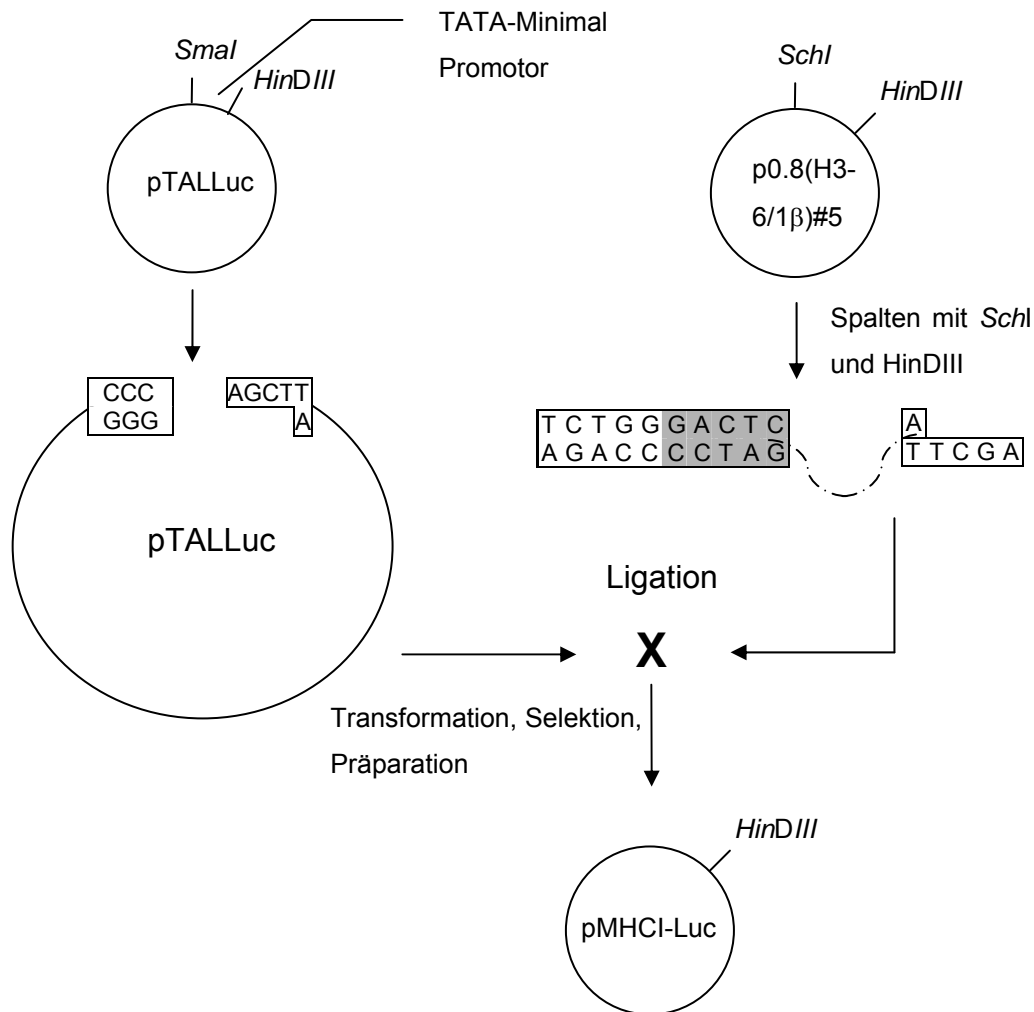 TATA-Minimal
Promotor
SmaI
HinDIII
pTALLuc
SchI
HinDIII
p0.8(H3-
6/1β)#5
Spalten mit SchI
und HinDIII
CCC
GGG
AGCTT
A
TCTGGGACTC
AGACCCCTAG
A
TTCGA
pTALLuc
Ligation
X
Transformation, Selektion,
Präparation
HinDIII
pMHCI-Luc